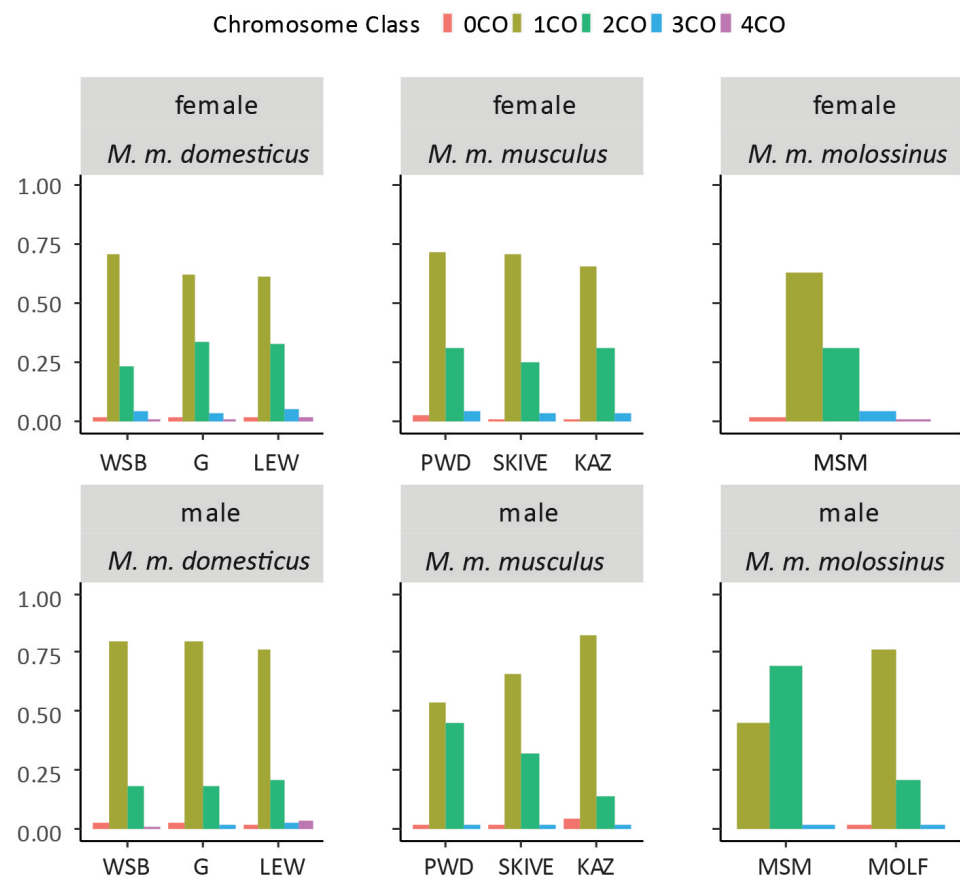 Chromosome Class 0CO 1CO 2CO 3CO 4CO
female female female
M. m. domesticus M. m. musculus M. m. molossinus
1.00
0.75
0.50
0.25
0.00
WSB G LEW PWD SKIVE KAZ MSM
male male male
M. m. domesticus M. m. musculus M. m. molossinus
1.00
0.75
0.50
0.25
0.00
WSB G LEW PWD SKIVE KAZ MSM MOLF